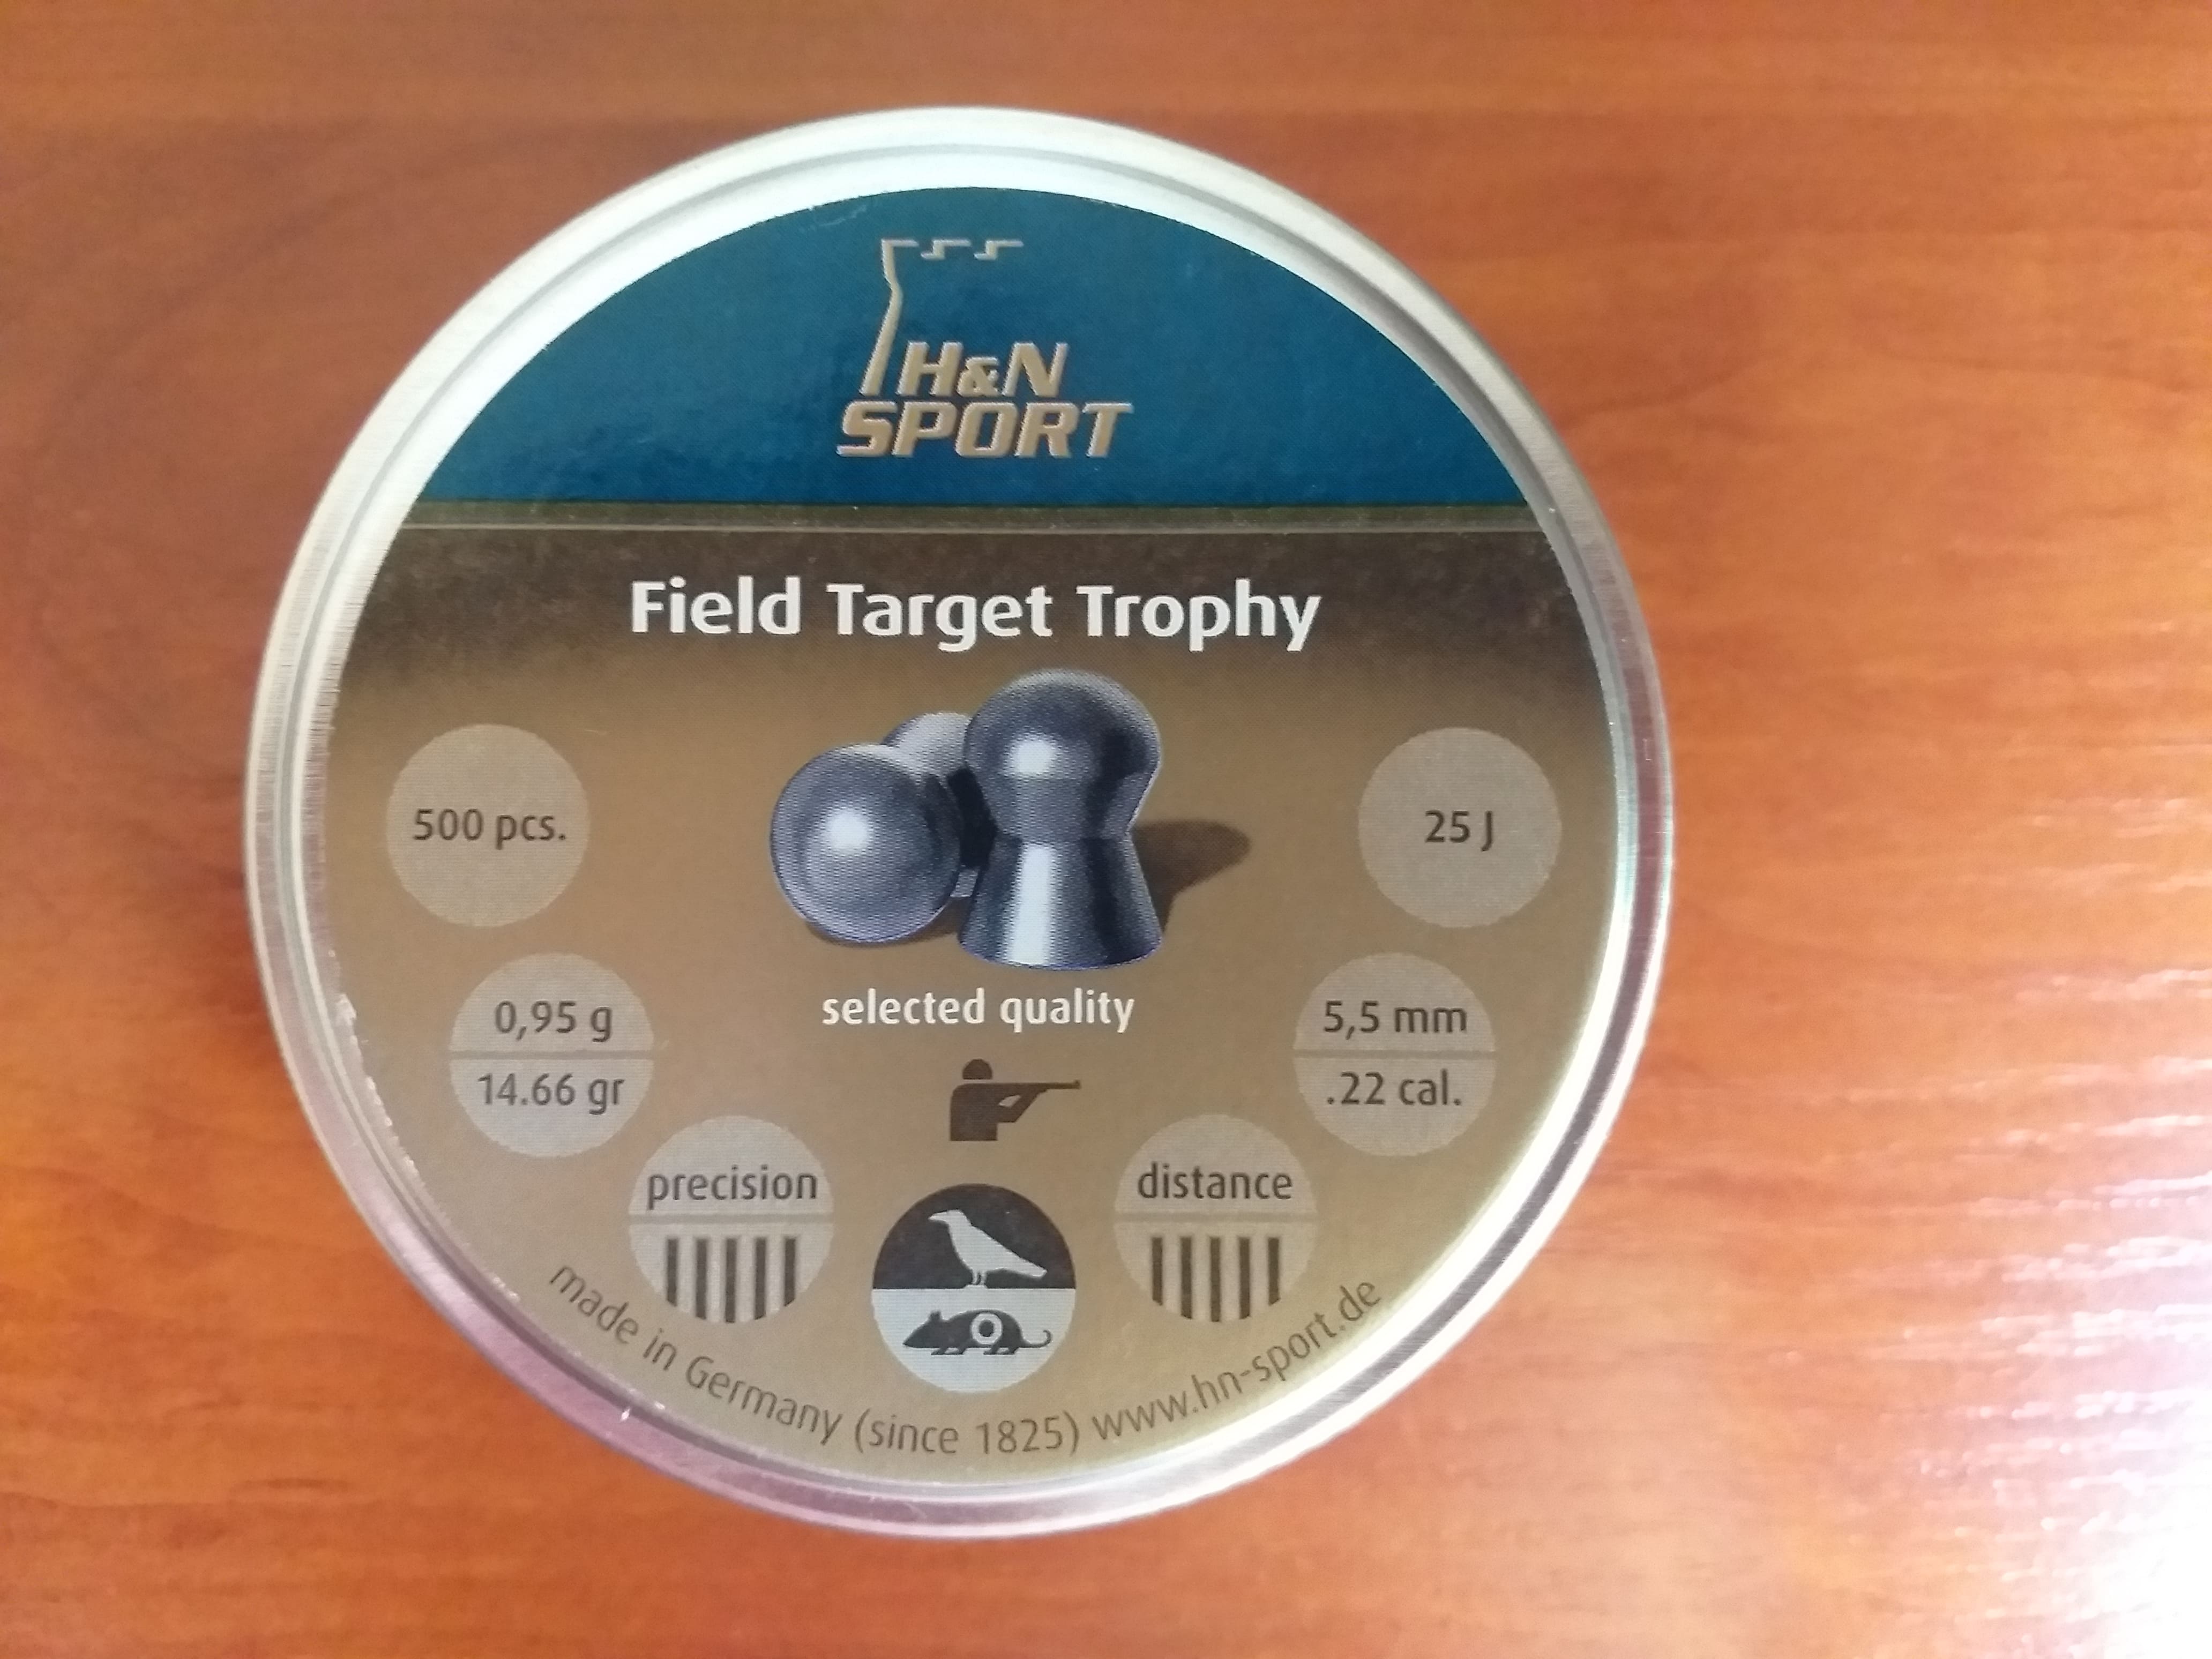 H&N
SPORT
Field Target Trophy
500 pcs.
25 J
selected quality
0,95 g
14.66 gr
5,5 mm
.22 cal.
precision
distance
made in Germany (since 1825) www.hn-sport.de